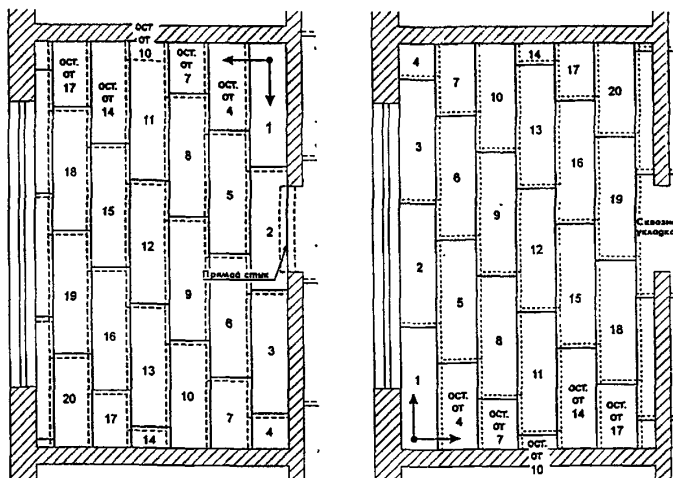 ост.
от
17
ост.
от
14
ост
от
10
ост.
от
7
ост.
от
4
1
11
8
18
15
5
2
12
Прямой стык
19
9
16
6
3
13
20
10
17
7
14
4
4
7
10
14
17
20
13
3
16
6
9
19
Сквозн
укладка
2
12
5
15
18
8
1
11
ост.
от
4
ост.
от
7
ост.
от
10
ост.
от
14
ост.
от
17